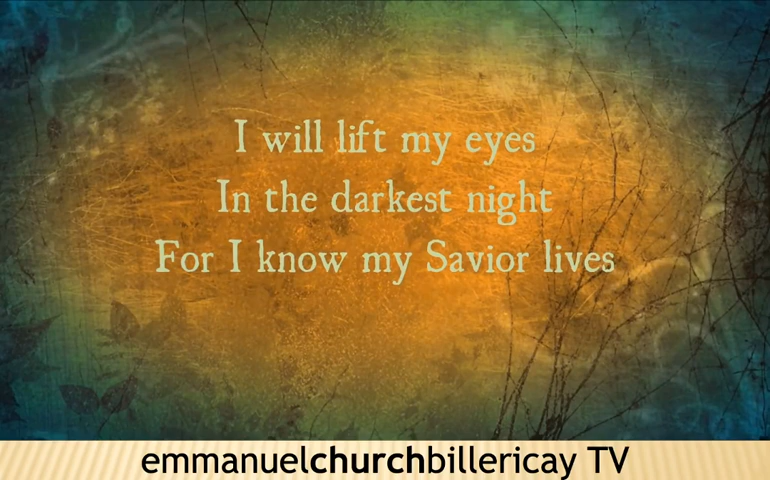 I will lift my eyes
In the darkest night
For I know my Savior lives
emmanuelchurchbillericay TV